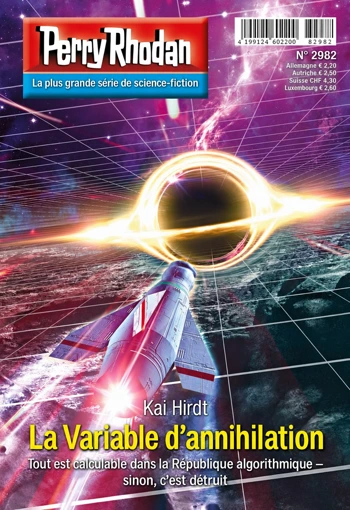 Perry Rhodan
La plus grande série de science-fiction
4 199124 602200
82982
N° 2982
Allemagne € 2,20
Autriche € 2,50
Suisse CHF 4,30
Luxembourg € 2,60
Kai Hirdt
La Variable d'annihilation
Tout est calculable dans la République algorithmique –
sinon, c'est détruit